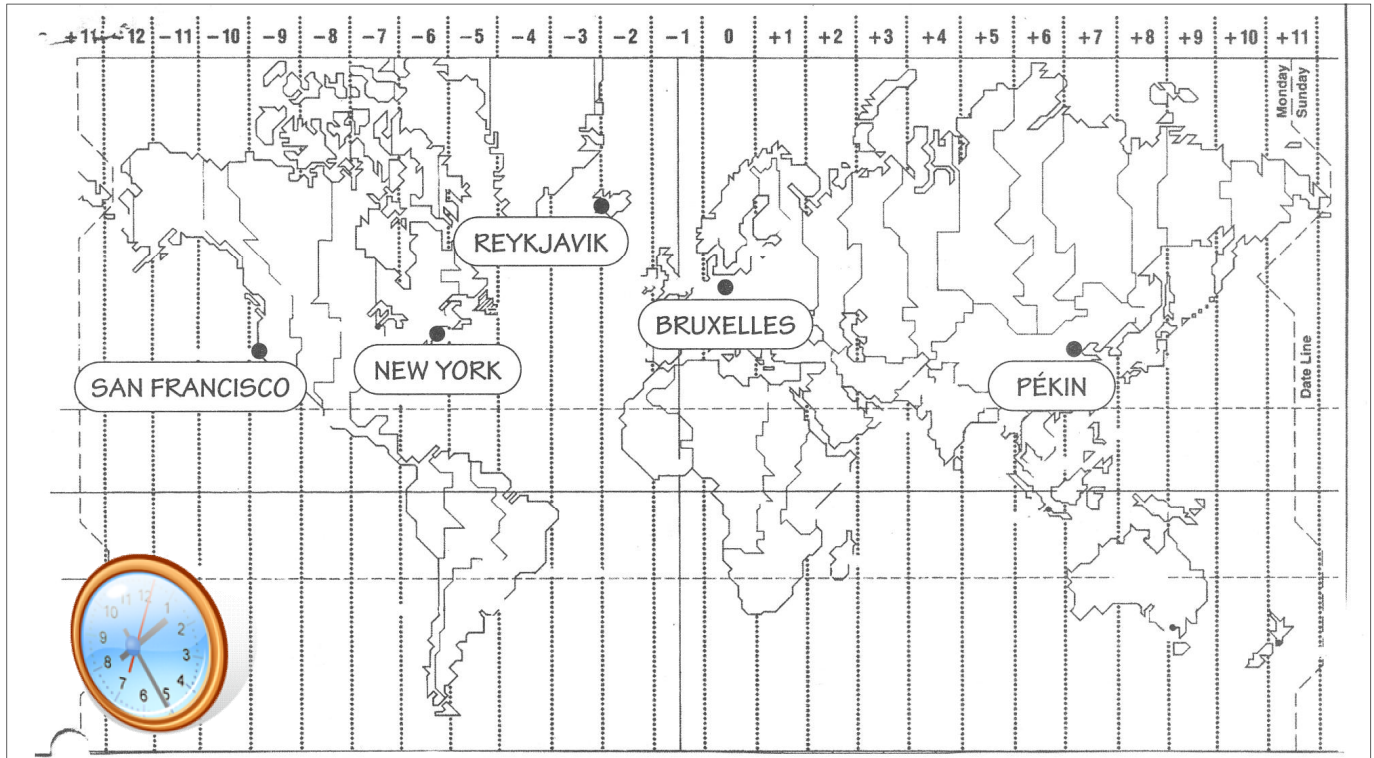 +11 -12 -11 -10 -9 -8 -7 -6 -5 -4 -3 -2 -1 0 +1 +2 +3 +4 +5 +6 +7 +8 +9 +10 +11
Monday
Sunday
REYKJAVIK
BRUXELLES
NEW YORK
SAN FRANCISCO
PÉKIN
Date Line
12
11
1
10
2
9
3
8
4
7
6
5